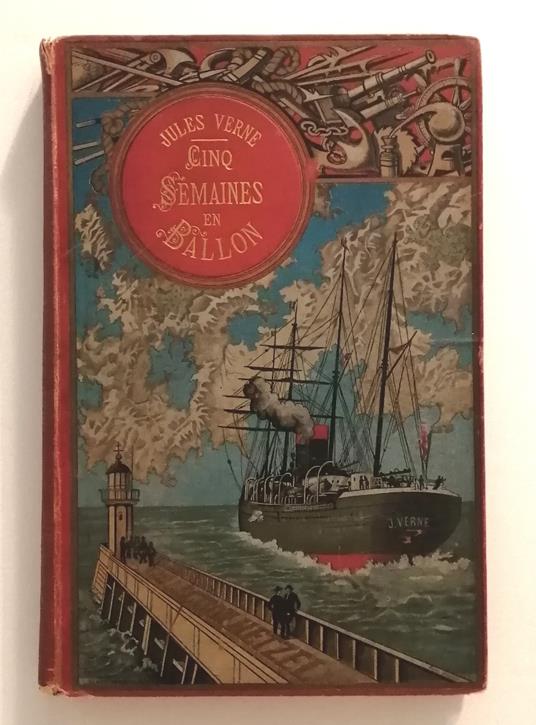 JULES VERNE
CINQ
SEMAINES
EN
BALLON
J. VERNE